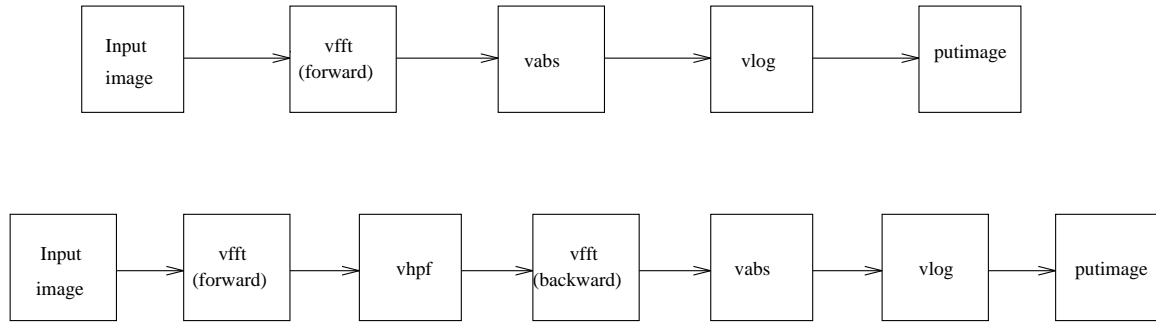 Input
image
vfft
(forward)
vabs
vlog
putimage
Input
image
vfft
(forward)
vhpf
vfft
(backward)
vabs
vlog
putimage